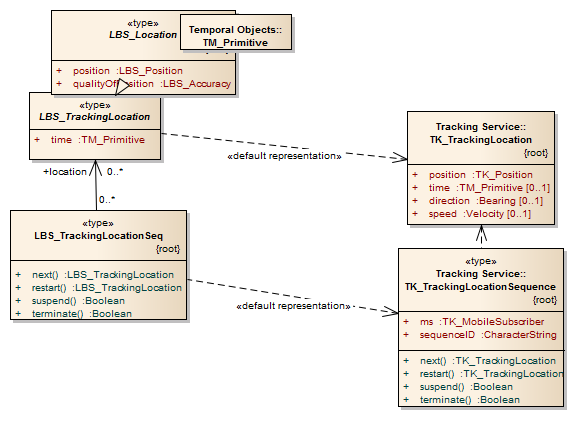 «type»
LBS_Location
Temporal Objects::
TM_Primitive
+ position :LBS_Position
+ :LBS_Accuracy
«type»
LBS_TrackingLocation
+ time :TM_Primitive
«default representation»
Tracking Service::
TK_TrackingLocation
{root}
+ position :TK_Position
+ time :TM_Primitive [0..1]
+ direction :Bearing [0..1]
+ speed :Velocity [0..1]
+location
0..*
0..*
«type»
LBS_TrackingLocationSeq
{root}
+ next() :LBS_TrackingLocation
+ restart() :LBS_TrackingLocation
+ suspend() :Boolean
+ terminate() :Boolean
«default representation»
«type»
Tracking Service::
TK_TrackingLocationSequence
{root}
+ ms :TK_MobileSubscriber
+ sequenceID :CharacterString
+ next() :TK_TrackingLocation
+ restart() :TK_TrackingLocation
+ suspend() :Boolean
+ terminate() :Boolean